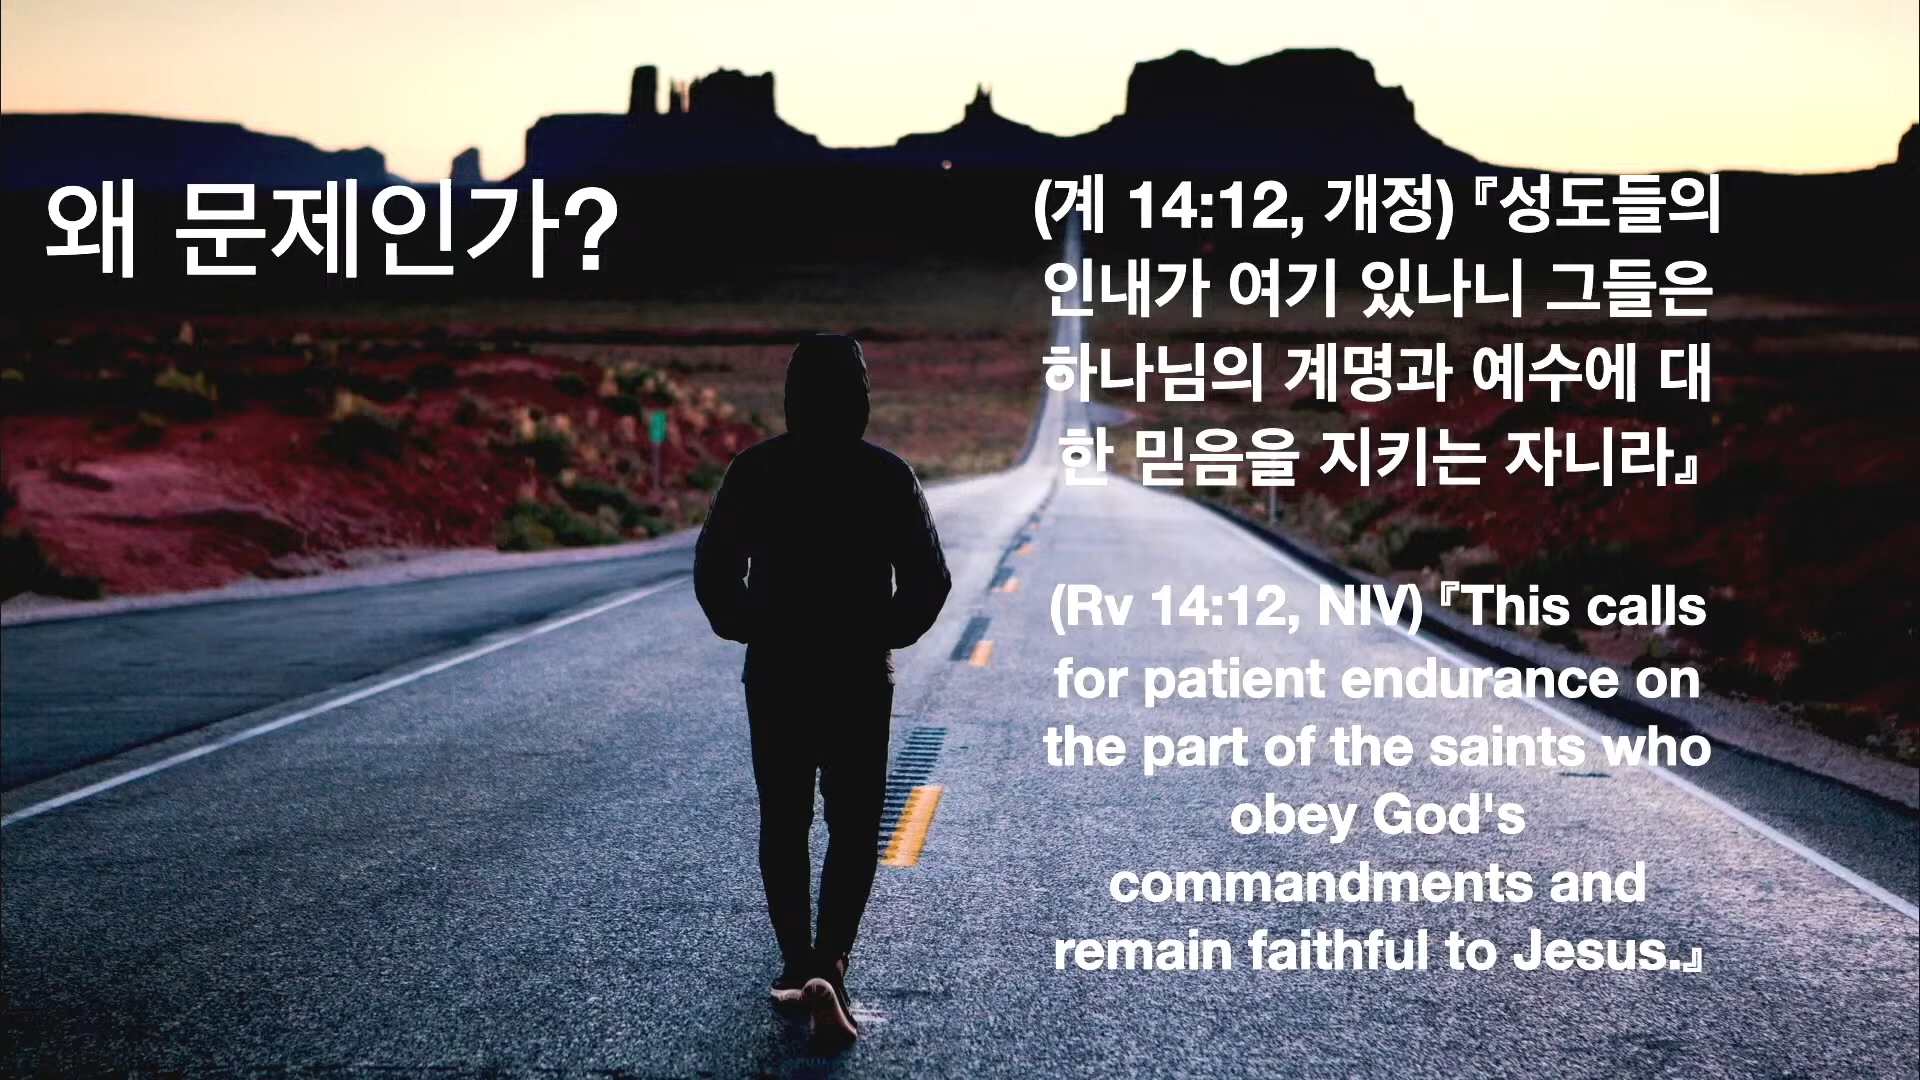 왜 문제인가?
(계 14:12, 개정)『성도들의
인내가 여기 있나니 그들은
하나님의 계명과 예수에 대
한 믿음을 지키는 자니라』
(Rv 14:12, NIV)『This calls
for patient endurance on
the part of the saints who
obey God's
commandments and
remain faithful to Jesus.』